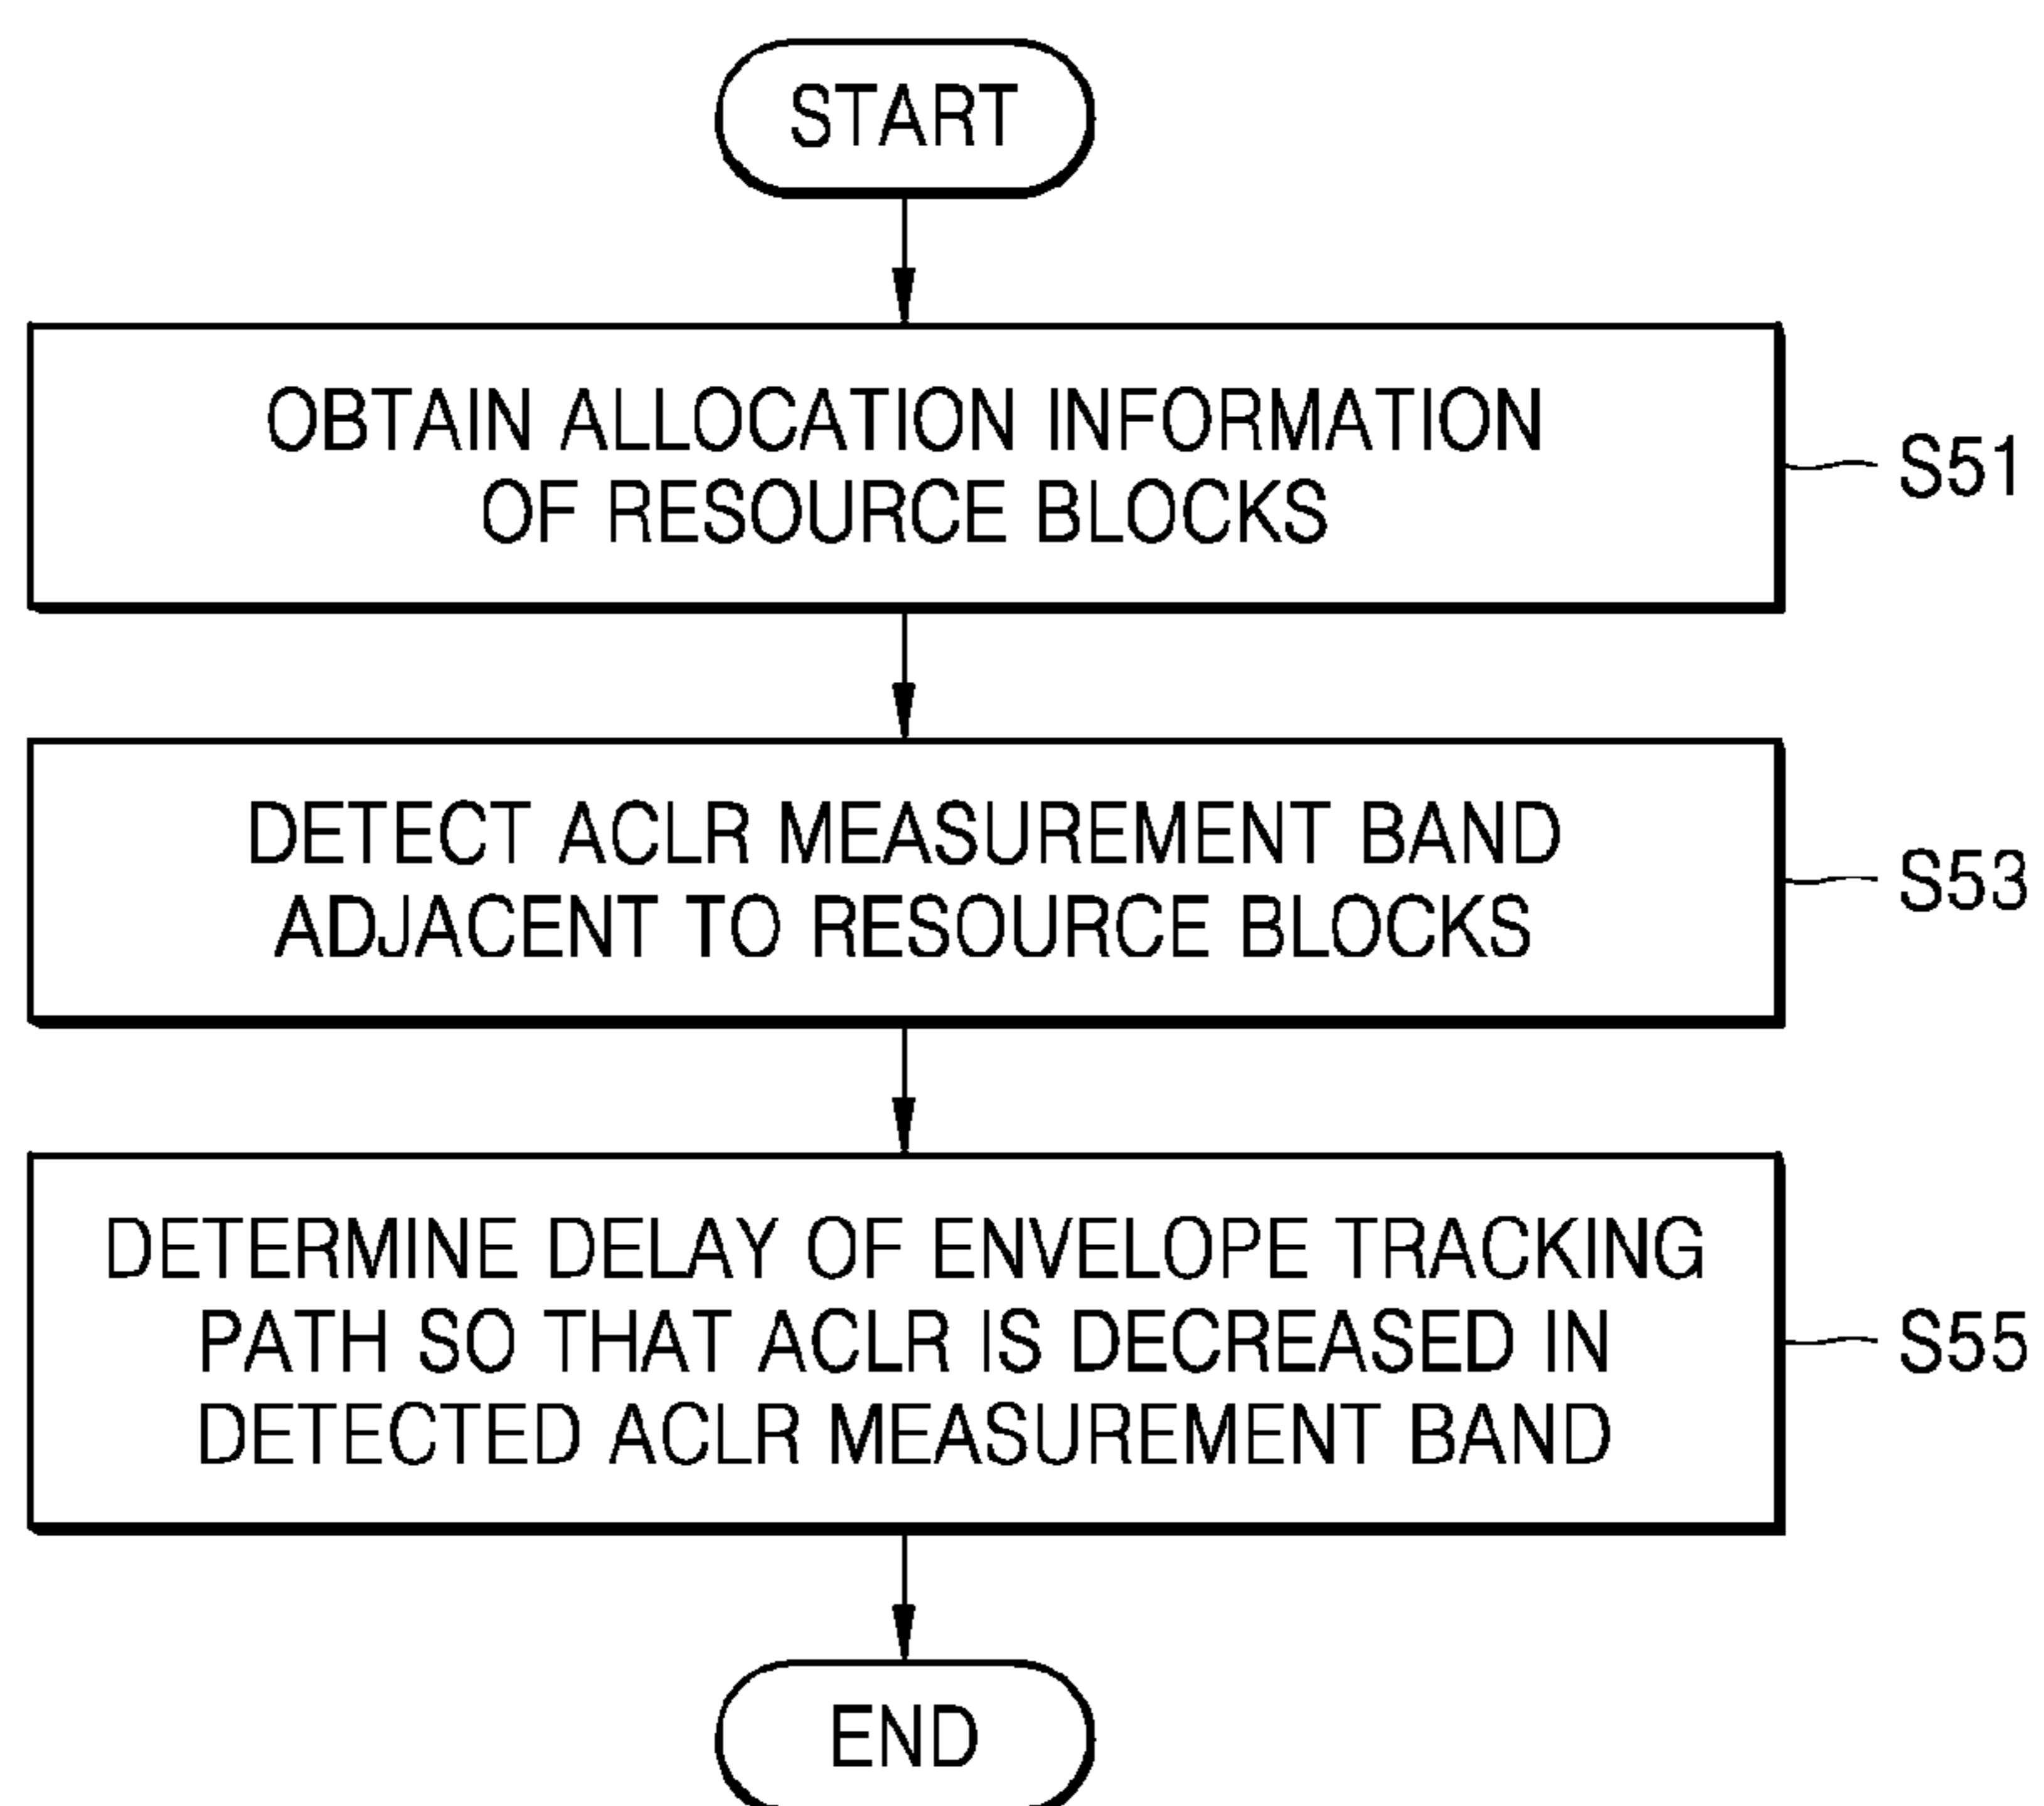 START
OBTAIN ALLOCATION INFORMATION
OF RESOURCE BLOCKS
S51
DETECT ACLR MEASUREMENT BAND
ADJACENT TO RESOURCE BLOCKS
S53
DETERMINE DELAY OF ENVELOPE TRACKING
PATH SO THAT ACLR IS DECREASED IN
DETECTED ACLR MEASUREMENT BAND
S55
END